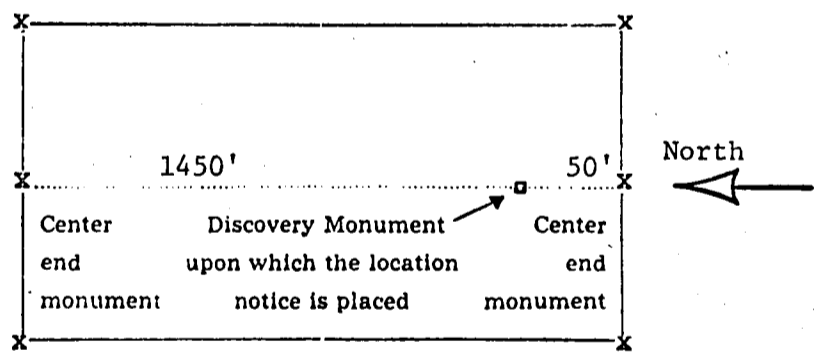 1450' 50' North
Center Discovery Monument Center
end upon which the location end
monument notice is placed monument